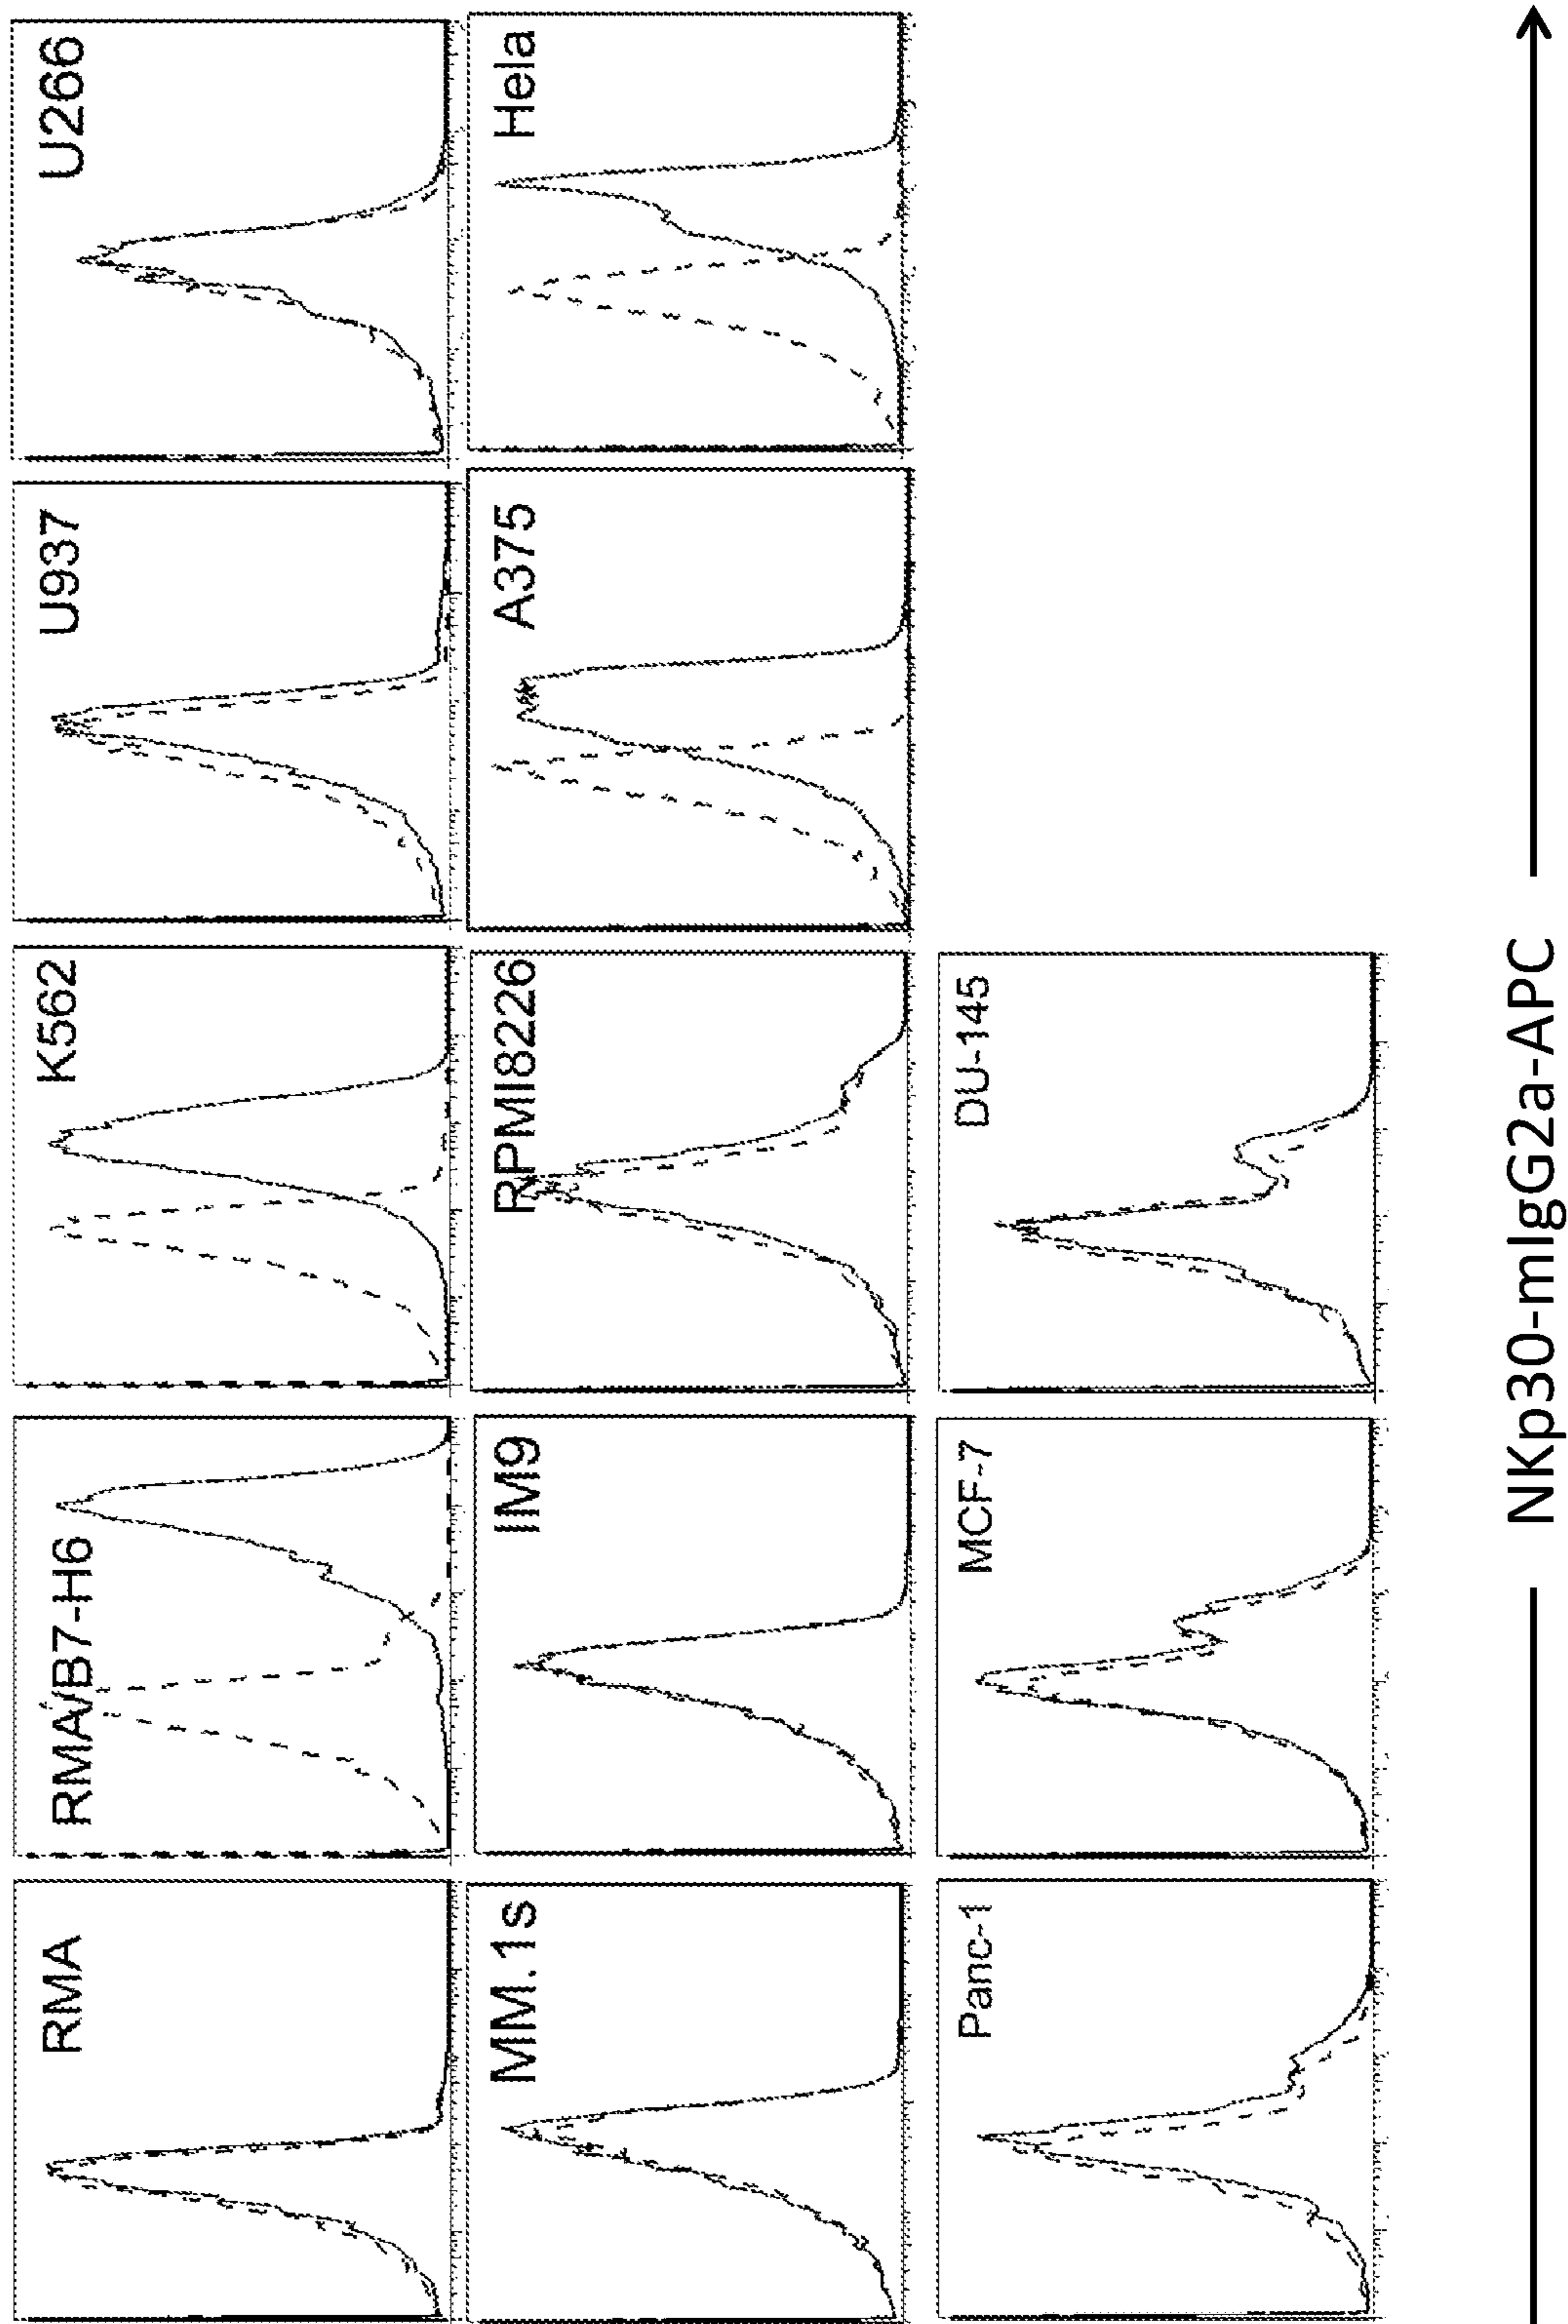 RMA
RMA/B7-H6
K562
U937
U266
MM.1s
IM9
RPMI8226
A375
Hela
Panc-1
MCF-7
DU-145
NKp30-mIgG2a-APC